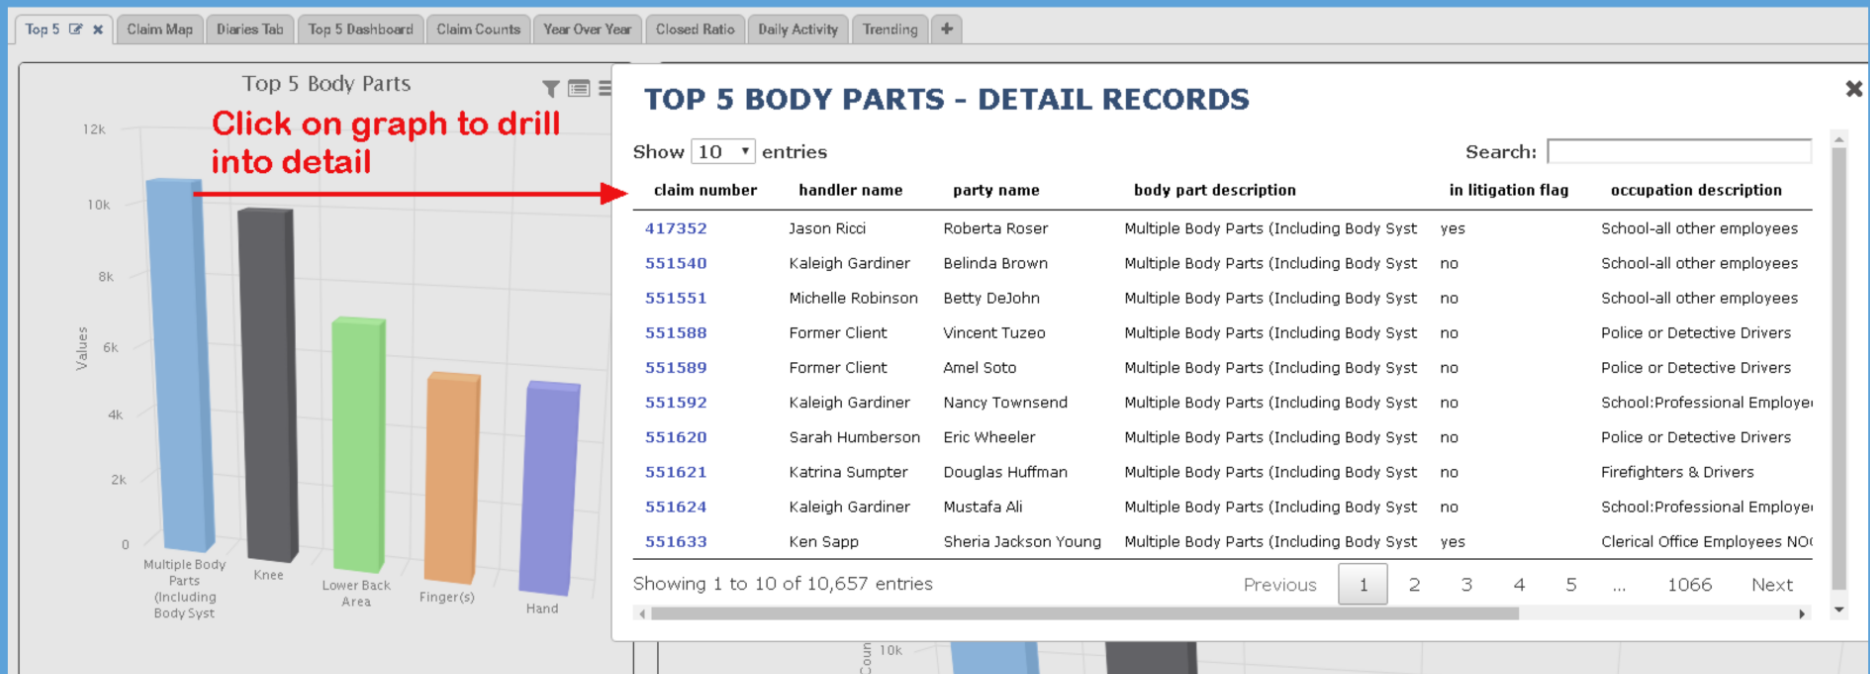 Top 5
Claim Map
Diaries Tab
Top 5 Dashboard
Claim Counts
Year Over Year
Closed Ratio
Daily Activity
Trending
Top 5 Body Parts
Click on graph to drill
into detail
12k
10k
8k
6k
4k
2k
0
Values
Multiple Body
Parts
(Including
Body Syst
Knee
Lower Back
Area
Finger(s)
Hand
TOP 5 BODY PARTS - DETAIL RECORDS
Show 10 entries
Search:
claim number handler name party name body part description in litigation flag occupation description
417352 Jason Ricci Roberta Roser Multiple Body Parts (Including Body Syst yes School-all other employees
551540 Kaleigh Gardiner Belinda Brown Multiple Body Parts (Including Body Syst no School-all other employees
551551 Michelle Robinson Betty DeJohn Multiple Body Parts (Including Body Syst no School-all other employees
551588 Former Client Vincent Tuzeo Multiple Body Parts (Including Body Syst no Police or Detective Drivers
551589 Former Client Amel Soto Multiple Body Parts (Including Body Syst no Police or Detective Drivers
551592 Kaleigh Gardiner Nancy Townsend Multiple Body Parts (Including Body Syst no School:Professional Employe
551620 Sarah Humberson Eric Wheeler Multiple Body Parts (Including Body Syst no Police or Detective Drivers
551621 Katrina Sumpter Douglas Huffman Multiple Body Parts (Including Body Syst no Firefighters & Drivers
551624 Kaleigh Gardiner Mustafa Ali Multiple Body Parts (Including Body Syst no School:Professional Employe
551633 Ken Sapp Sheria Jackson Young Multiple Body Parts (Including Body Syst yes Clerical Office Employees NO
Showing 1 to 10 of 10,657 entries
Previous 1 2 3 4 5 ... 1066 Next
Coun
10k